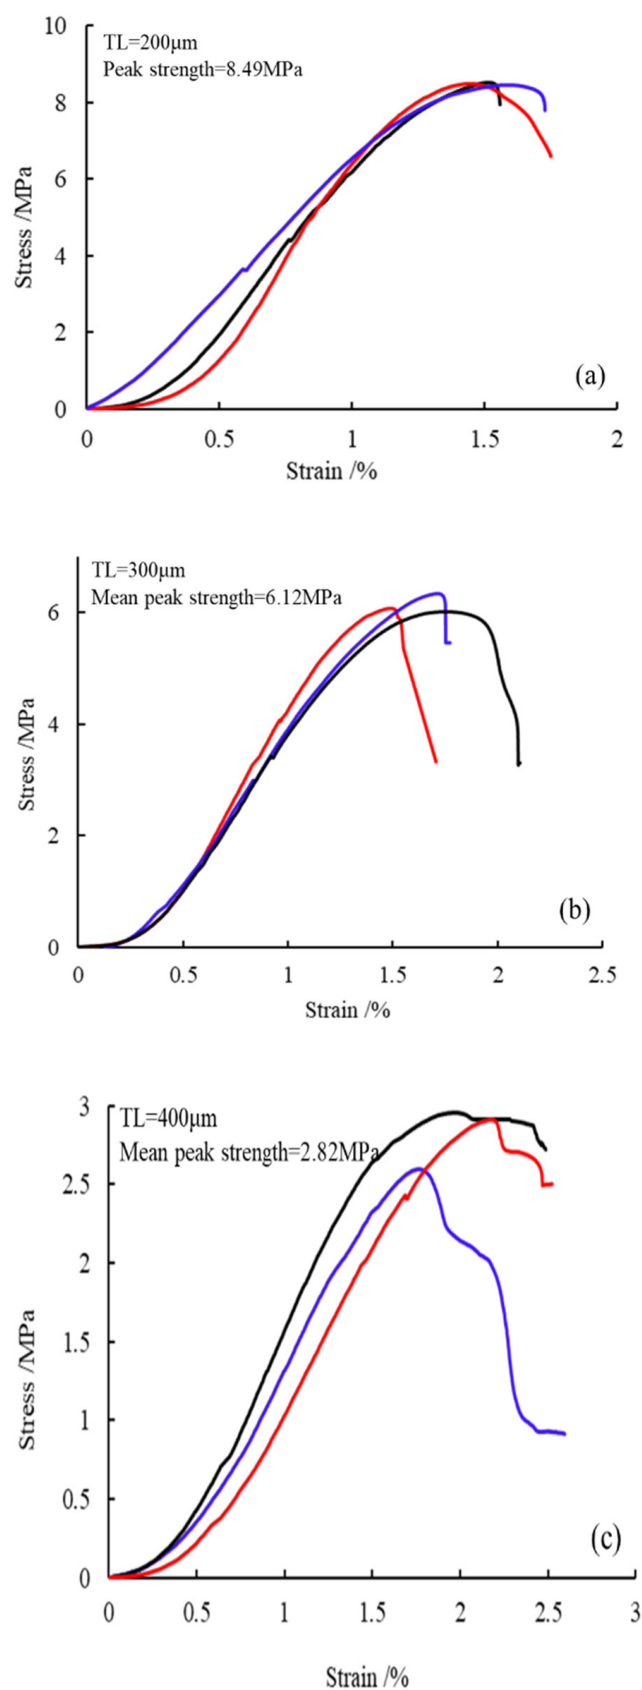 TL=200μm
Peak strength=8.49MPa
10
8
6
4
2
0
Stress /MPa
(a)
0 0.5 1 1.5 2
Strain /%
TL=300μm
Mean peak strength=6.12MPa
6
4
2
0
Stress /MPa
(b)
0 0.5 1 1.5 2 2.5
Strain /%
TL=400μm
Mean peak strength=2.82MPa
3
2.5
2
1.5
1
0.5
0
Stress /MPa
(c)
0 0.5 1 1.5 2 2.5 3
Strain /%